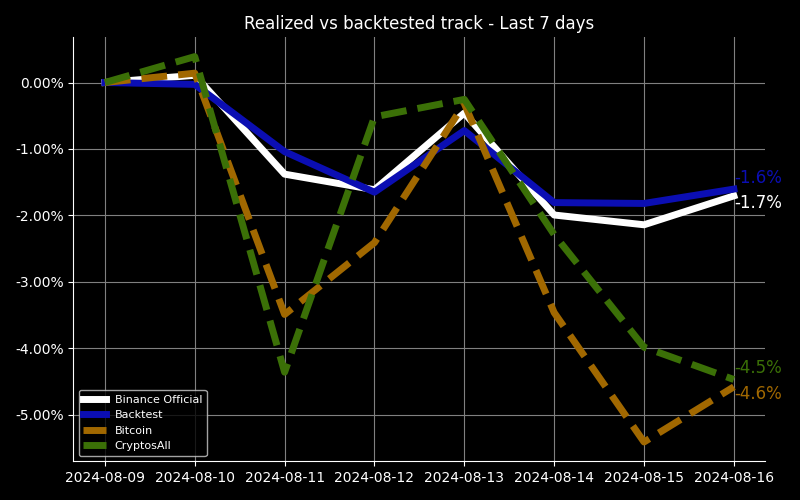 Realized vs backtested track - Last 7 days
0.00%
-1.00%
-2.00%
-3.00%
-4.00%
-5.00%
-1.6%
-1.7%
-4.5%
-4.6%
Binance Official
Backtest
Bitcoin
CryptosAll
2024-08-09 2024-08-10 2024-08-11 2024-08-12 2024-08-13 2024-08-14 2024-08-15 2024-08-16